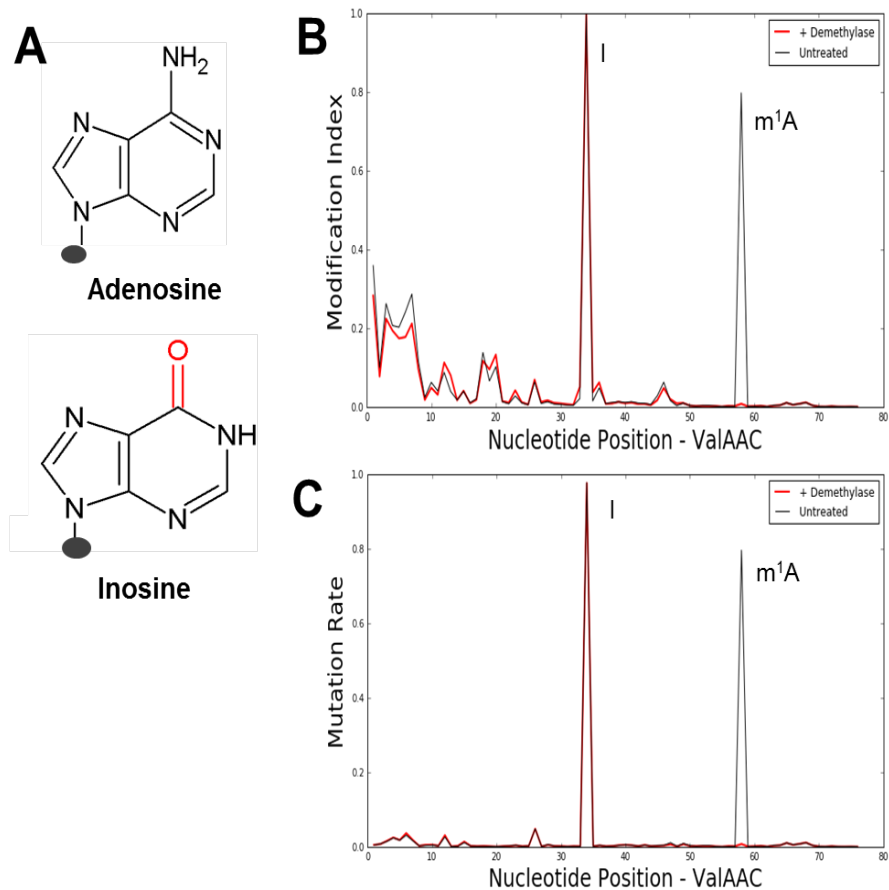 A
NH2
N
N
N
N
Adenosine
O
N
NH
N
N
Inosine
B
Modification Index
1.0
0.8
0.6
0.4
0.2
0.0
I
m1A
+ Demethylase
Untreated
0 10 20 30 40 50 60 70 80
Nucleotide Position - ValAAC
C
Mutation Rate
1.0
0.8
0.6
0.4
0.2
0.0
I
m1A
+ Demethylase
Untreated
0 10 20 30 40 50 60 70 80
Nucleotide Position - ValAAC